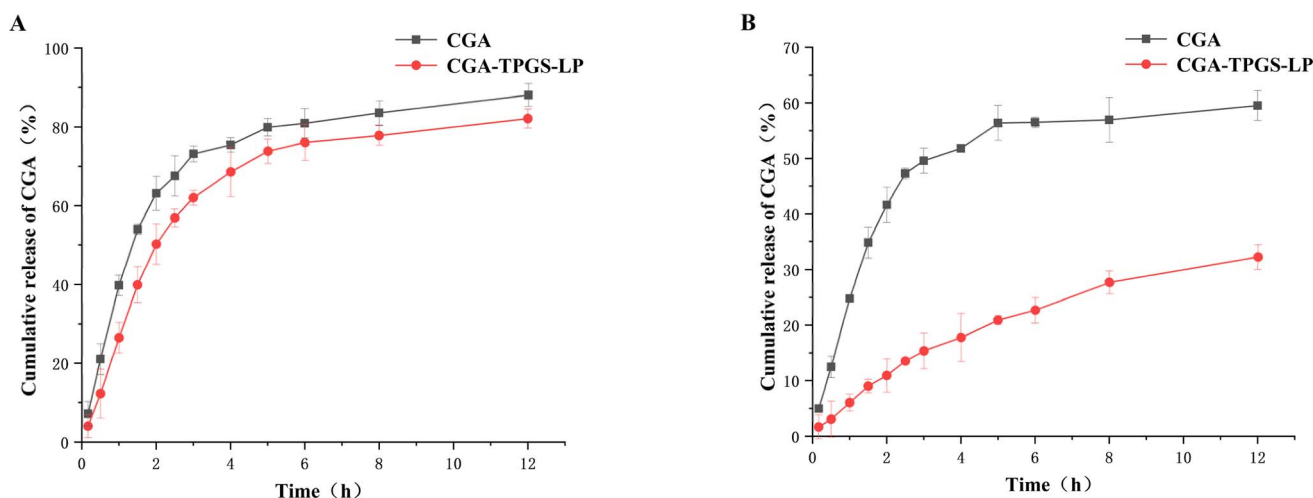 A
CGA
CGA-TPGS-LP
Cumulative release of CGA（%）
100
80
60
40
20
0
0 2 4 6 8 10 12
Time（h）
B
CGA
CGA-TPGS-LP
Cumulative release of CGA（%）
70
60
50
40
30
20
10
0
0 2 4 6 8 10 12
Time（h）